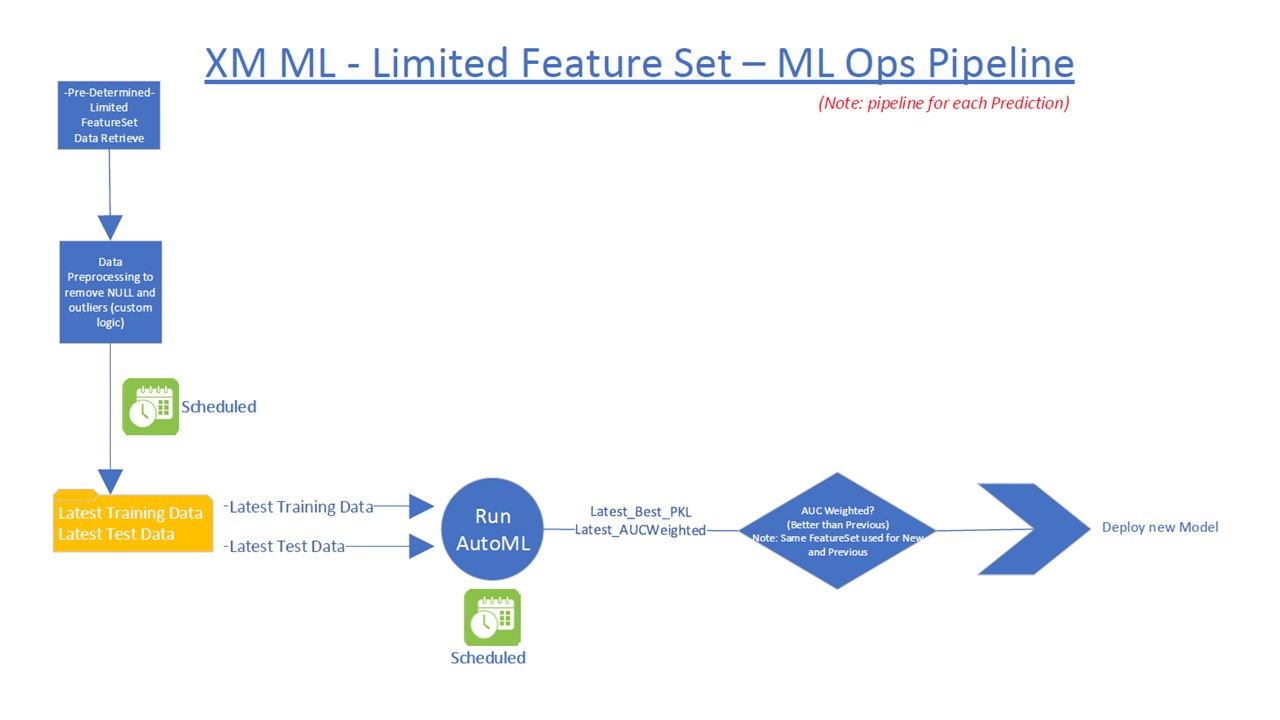 XM ML - Limited Feature Set – ML Ops Pipeline
(Note: pipeline for each Prediction)
-Pre-Determined-
Limited
FeatureSet
Data Retrieve
Data
Preprocessing to
remove NULL and
outliers (custom
logic)
Scheduled
Latest Training Data
Latest Test Data
-Latest Training Data
-Latest Test Data
Run
AutoML
Scheduled
Latest_Best_PKL
Latest_AUCWeighted
AUC Weighted?
(Better than Previous)
Note: Same FeatureSet used for New
and Previous
Deploy new Model